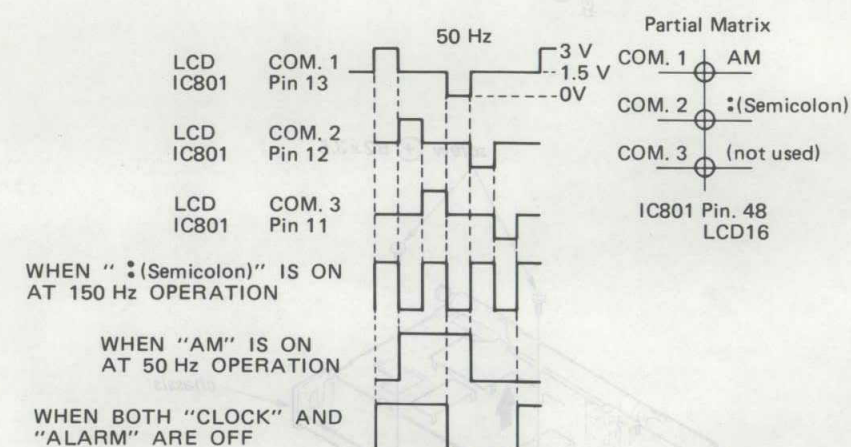 50 Hz
LCD COM. 1
IC801 Pin 13
3 V
1.5 V
0V
LCD COM. 2
IC801 Pin 12
LCD COM. 3
IC801 Pin 11
WHEN " :(Semicolon)" IS ON
AT 150 Hz OPERATION
WHEN "AM" IS ON
AT 50 Hz OPERATION
WHEN BOTH "CLOCK" AND
"ALARM" ARE OFF
Partial Matrix
COM. 1 AM
COM. 2 :(Semicolon)
COM. 3 (not used)
IC801 Pin. 48
LCD16